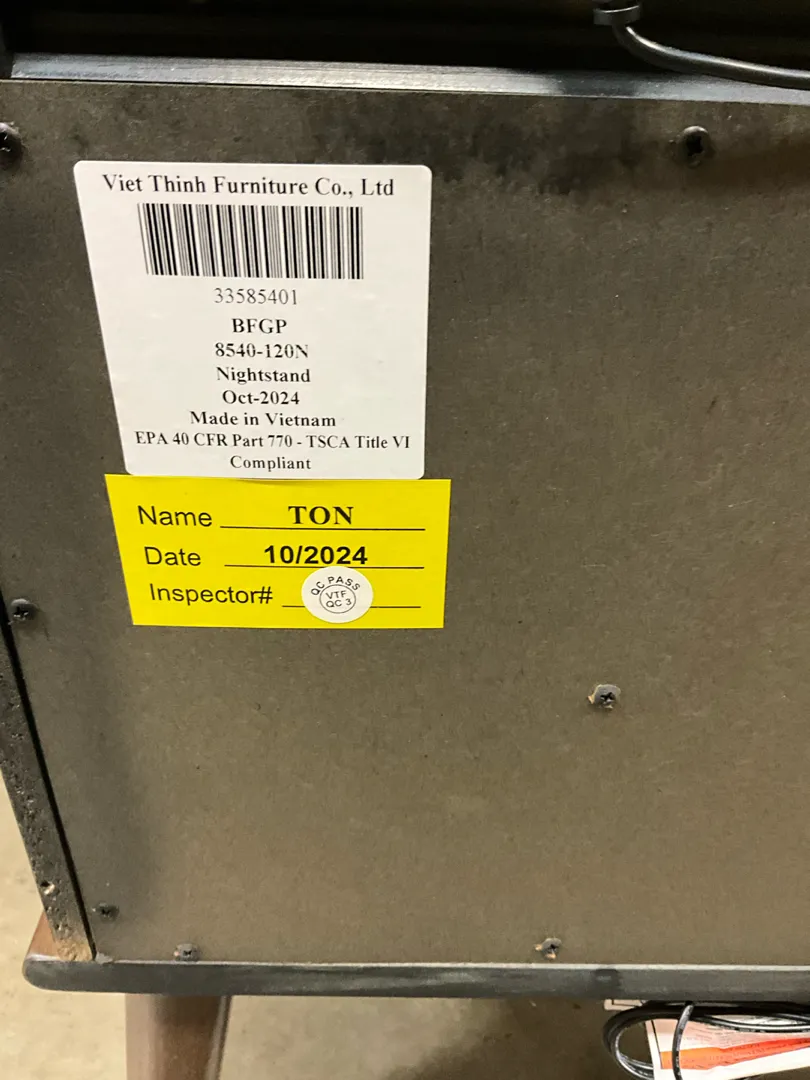 Viet Thinh Furniture Co., Ltd
33585401
BFGP
8540-120N
Nightstand
Oct-2024
Made in Vietnam
EPA 40 CFR Part 770 - TSCA Title VI
Compliant
Name TON
Date 10/2024
Inspector#
QC PASS
VTF
QC 3